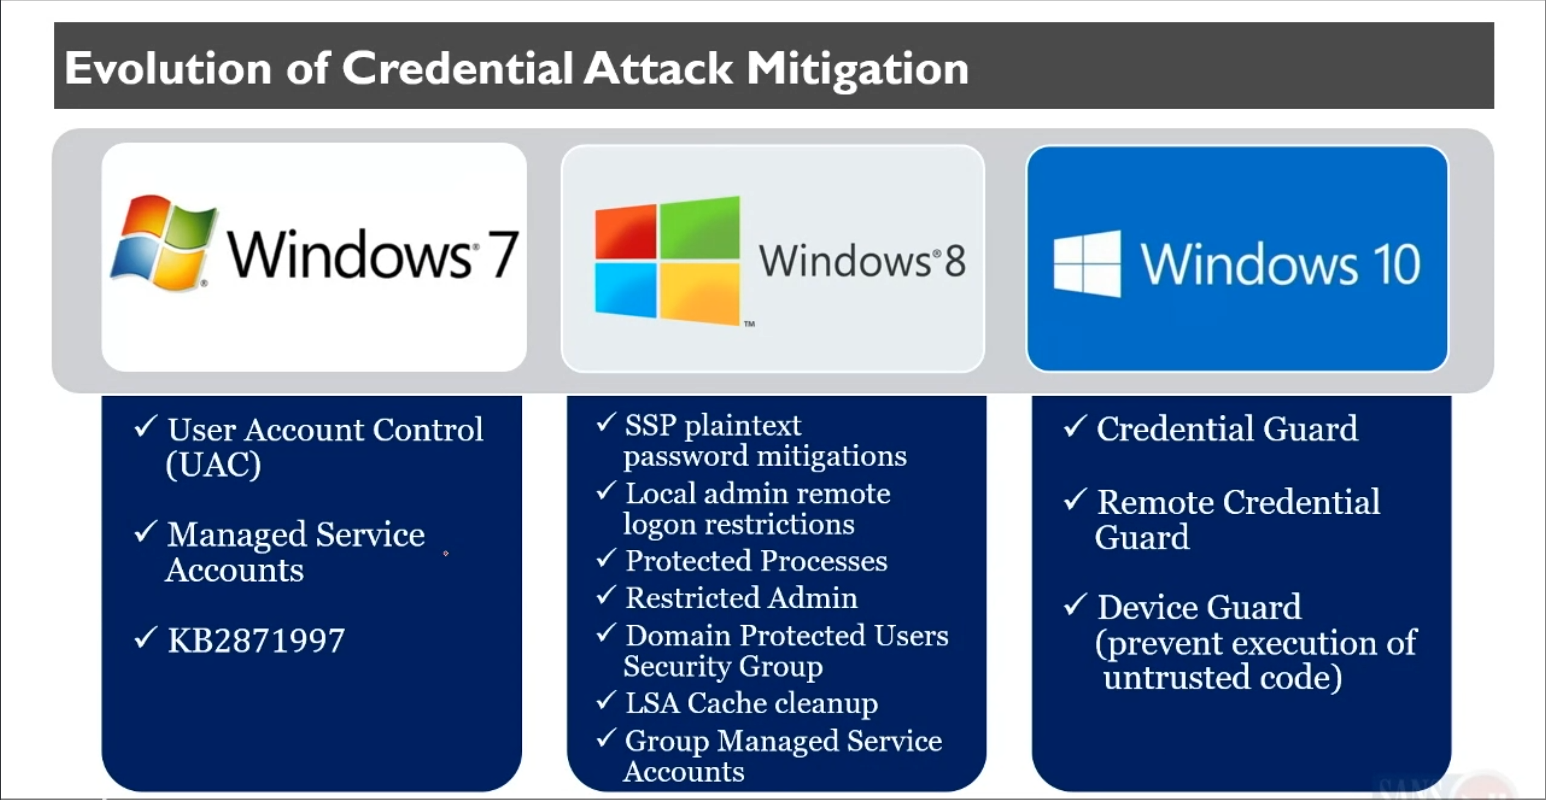 Evolution of Credential Attack Mitigation
Windows® 7
®
Windows®8
TM
Windows 10
✓ User Account Control
(UAC)
✓ Managed Service
Accounts
✓ KB2871997
✓ SSP plaintext
password mitigations
✓ Local admin remote
logon restrictions
✓ Protected Processes
✓ Restricted Admin
✓ Domain Protected Users
Security Group
✓ LSA Cache cleanup
✓ Group Managed Service
Accounts
✓ Credential Guard
✓ Remote Credential
Guard
✓ Device Guard
(prevent execution of
untrusted code)
SANS